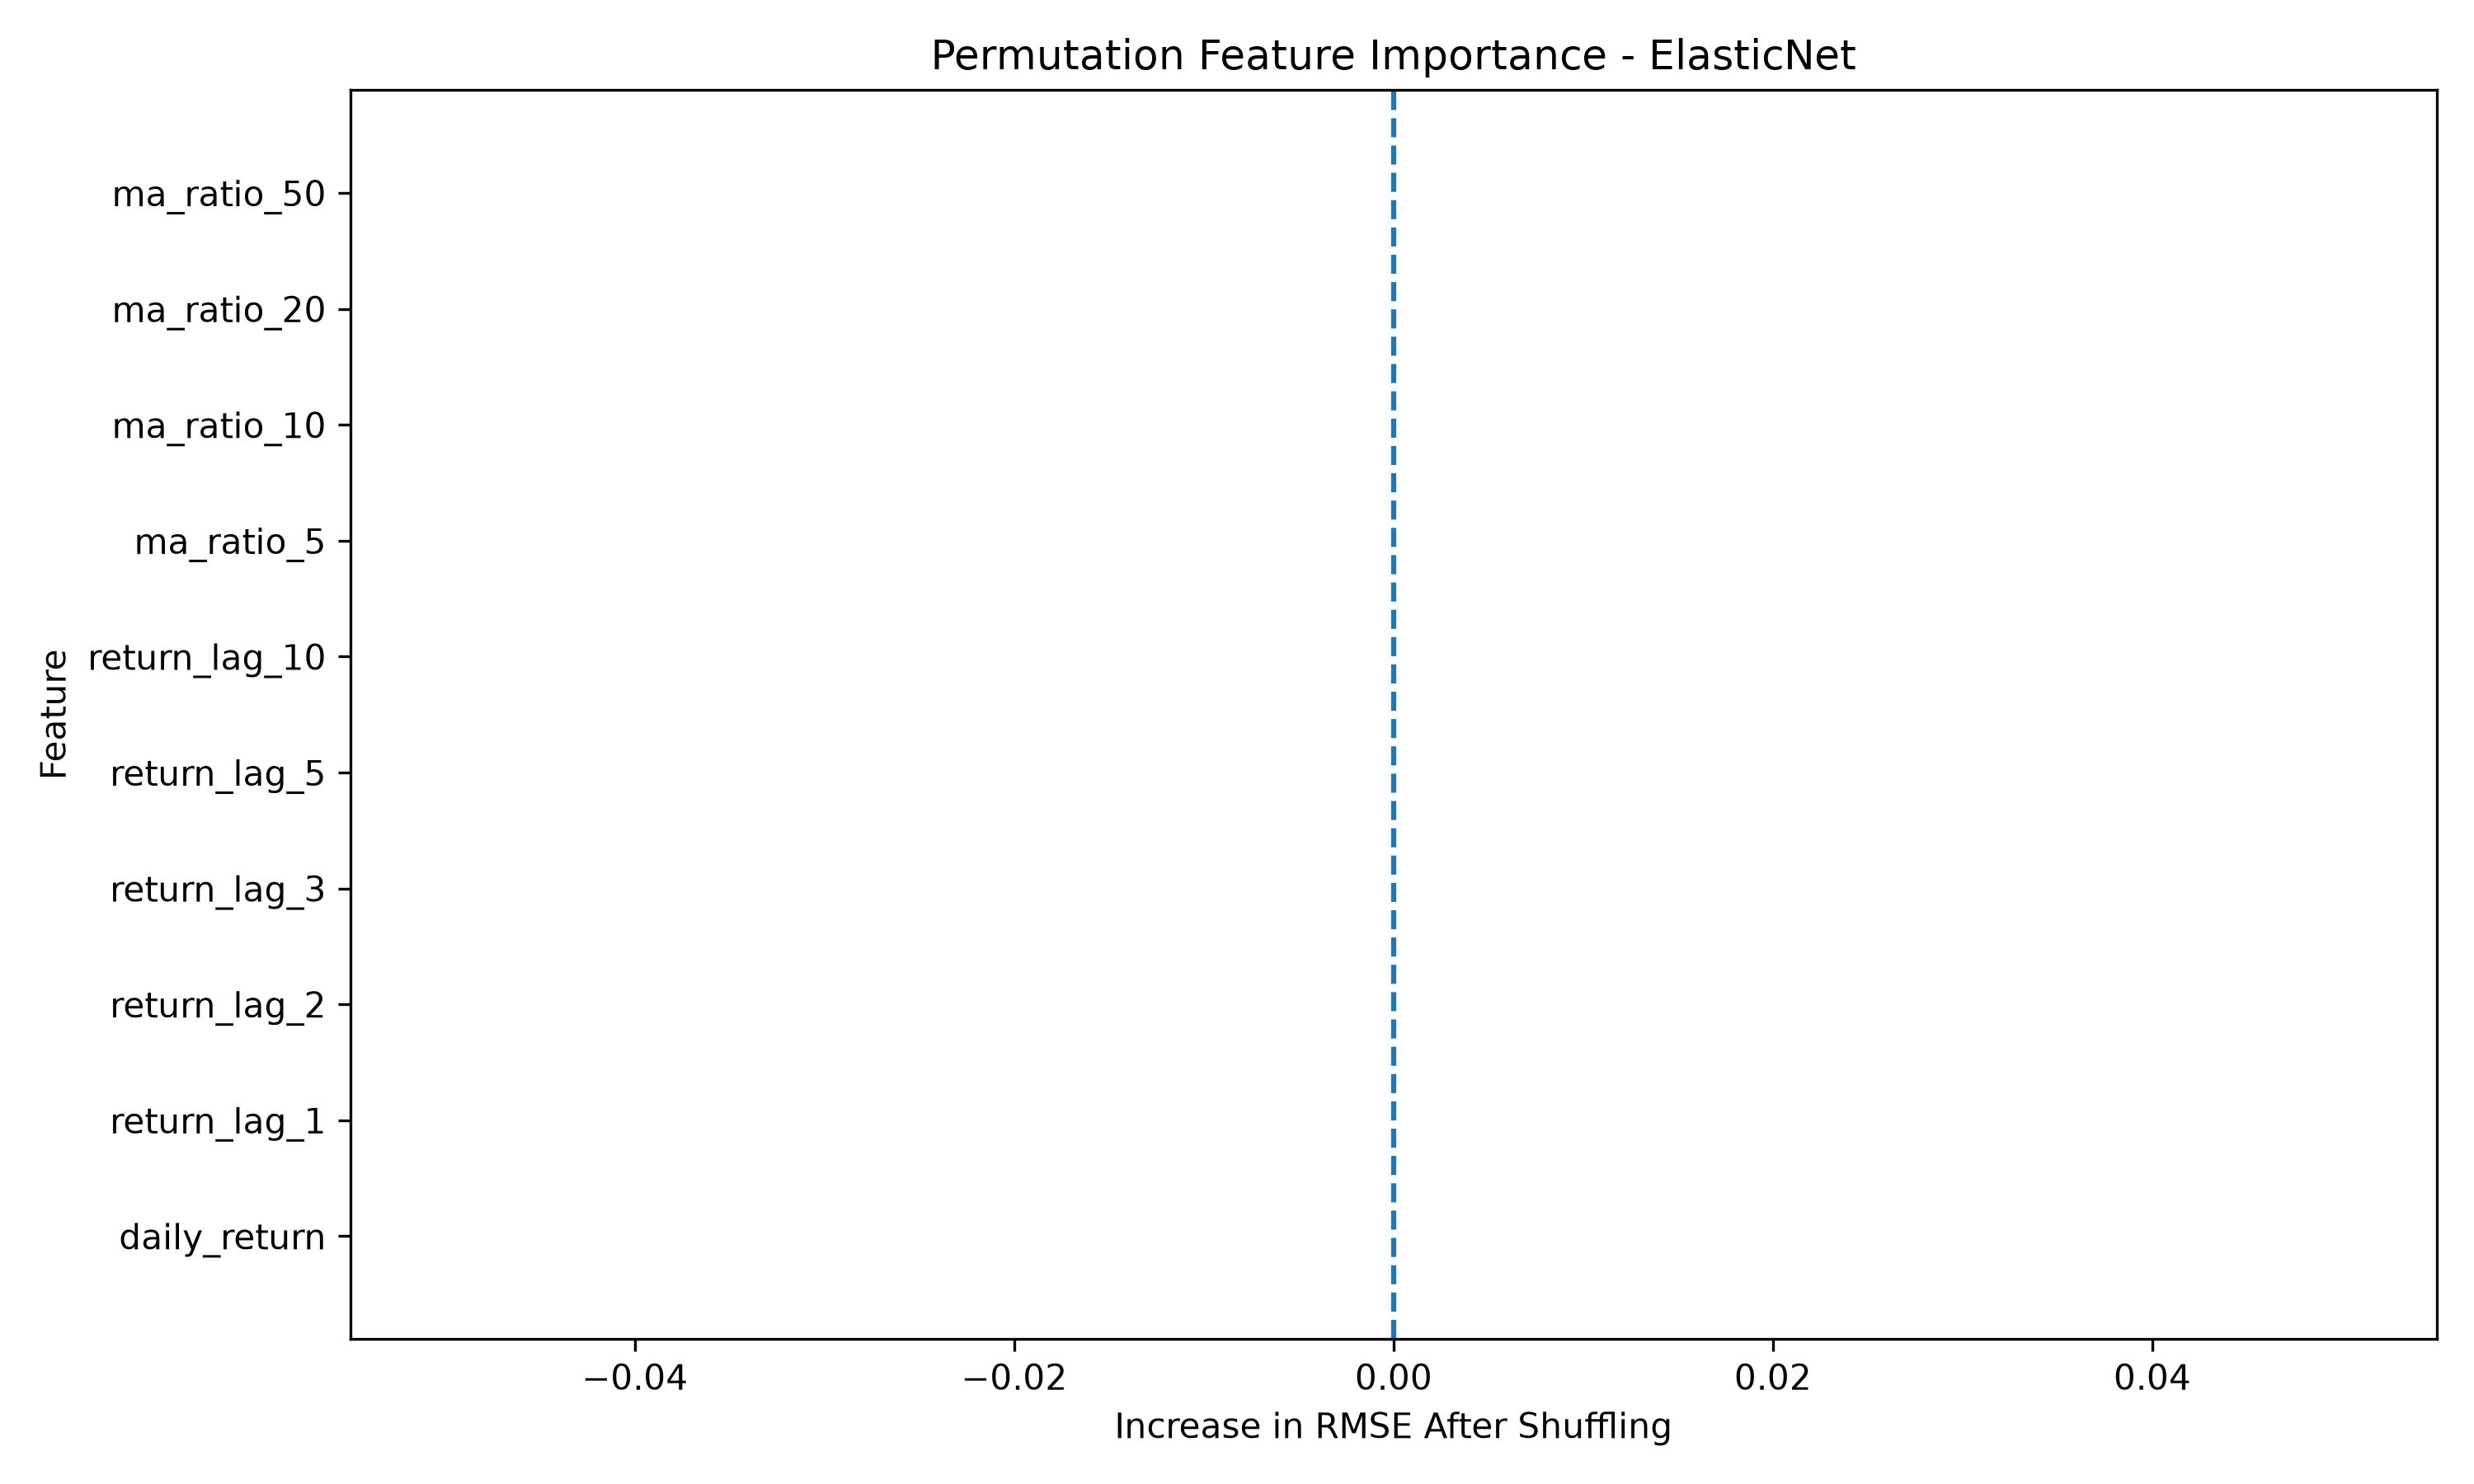 Permutation Feature Importance - ElasticNet
Feature
ma_ratio_50
ma_ratio_20
ma_ratio_10
ma_ratio_5
return_lag_10
return_lag_5
return_lag_3
return_lag_2
return_lag_1
daily_return
−0.04 −0.02 0.00 0.02 0.04
Increase in RMSE After Shuffling